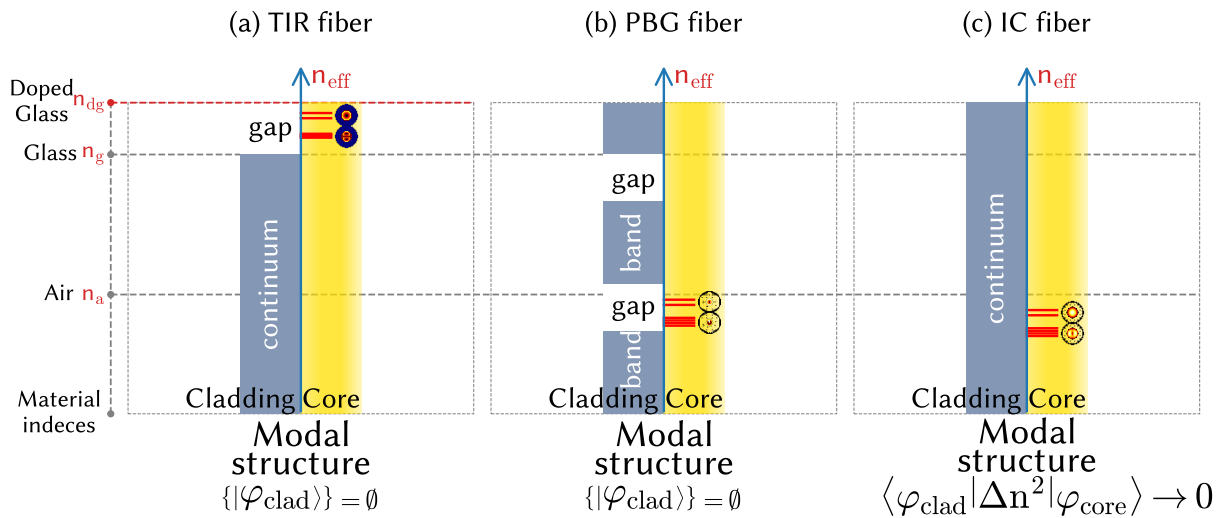 (a) TIR fiber
(b) PBG fiber
(c) IC fiber
n_eff
n_eff
n_eff
Doped
Glass
n_dg
gap
Glass n_g
gap
continuum
band
continuum
Air n_a
gap
band
Material
indeces
Cladding Core
Cladding Core
Cladding Core
Modal
structure
{|φ_clad⟩} = ∅
Modal
structure
{|φ_clad⟩} = ∅
Modal
structure
⟨φ_clad|Δn²|φ_core⟩ → 0